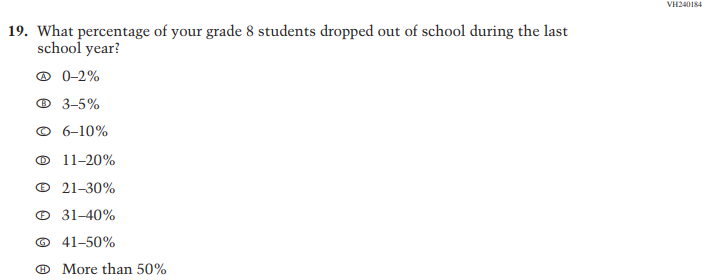 VH240184
19. What percentage of your grade 8 students dropped out of school during the last
school year?
A 0–2%
B 3–5%
C 6–10%
D 11–20%
E 21–30%
F 31–40%
G 41–50%
H More than 50%